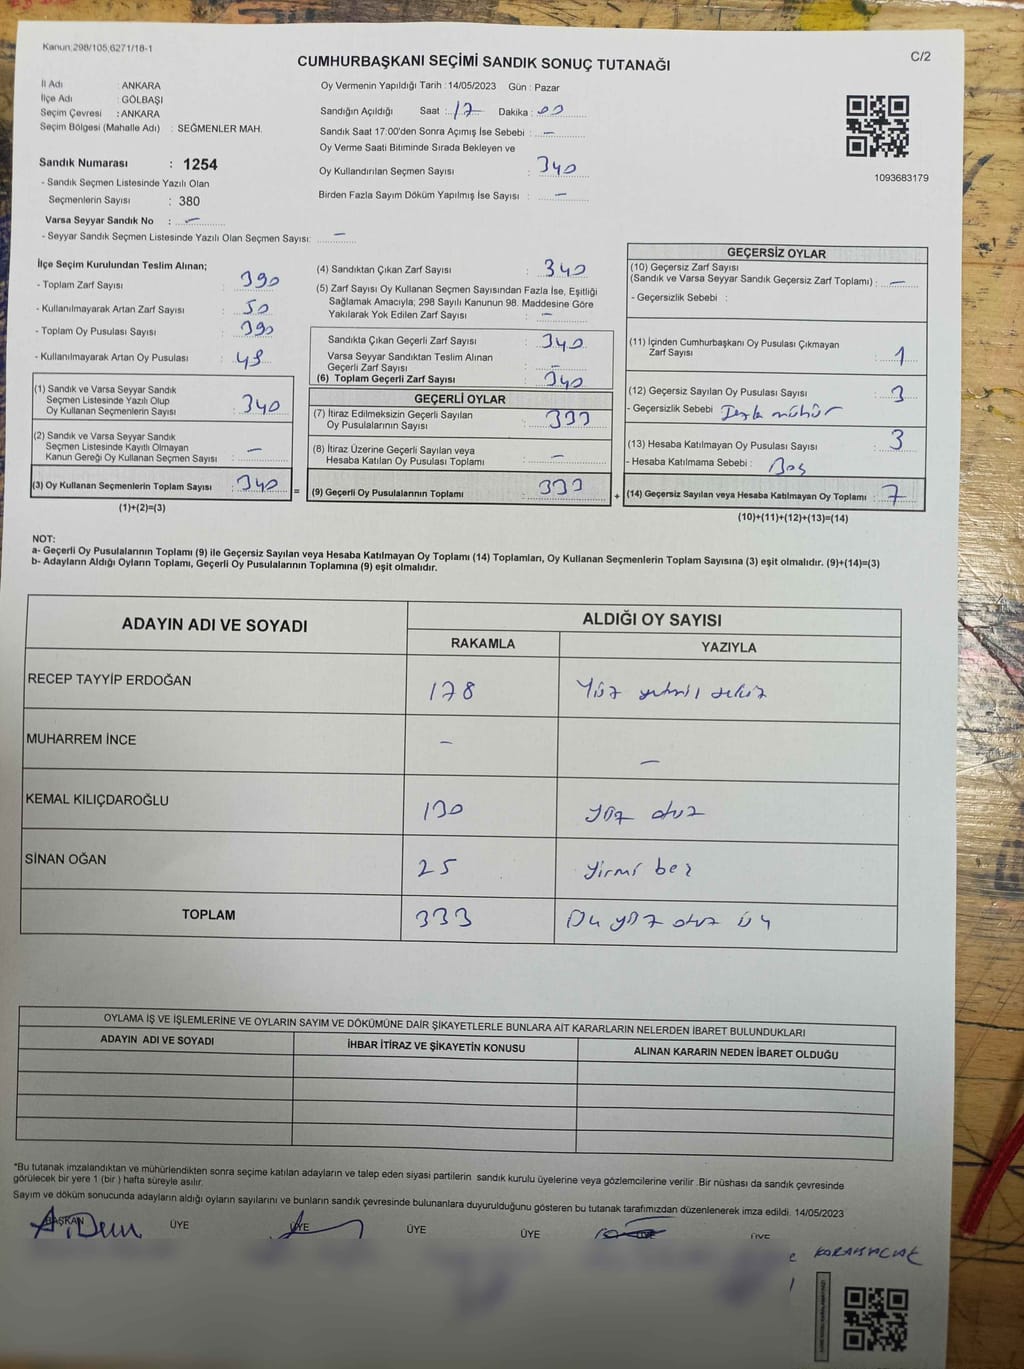 Kanun:298/105,6271/18-1
C/2
CUMHURBAŞKANI SEÇİMİ SANDIK SONUÇ TUTANAĞI
İl Adı : ANKARA
İlçe Adı : GÖLBAŞI
Seçim Çevresi : ANKARA
Seçim Bölgesi (Mahalle Adı) : SEĞMENLER MAH.
Sandık Numarası : 1254
- Sandık Seçmen Listesinde Yazılı Olan
Seçmenlerin Sayısı : 380
Varsa Seyyar Sandık No : –
- Seyyar Sandık Seçmen Listesinde Yazılı Olan Seçmen Sayısı: –
Oy Vermenin Yapıldığı Tarih :14/05/2023 Gün : Pazar
Sandığın Açıldığı Saat : 17 Dakika : 00
Sandık Saat 17:00'den Sonra Açımış İse Sebebi : –
Oy Verme Saati Bitiminde Sırada Bekleyen ve
Oy Kullandırılan Seçmen Sayısı : 340
Birden Fazla Sayım Döküm Yapılmış İse Sayısı : –
1093683179
İlçe Seçim Kurulundan Teslim Alınan;
- Toplam Zarf Sayısı : 390
- Kullanılmayarak Artan Zarf Sayısı : 50
- Toplam Oy Pusulası Sayısı : 390
- Kullanılmayarak Artan Oy Pusulası :
(1) Sandık ve Varsa Seyyar Sandık
Seçmen Listesinde Yazılı Olup
Oy Kullanan Seçmenlerin Sayısı : 340
(2) Sandık ve Varsa Seyyar Sandık
Seçmen Listesinde Kayıtlı Olmayan
Kanun Gereği Oy Kullanan Seçmen Sayısı : –
(3) Oy Kullanan Seçmenlerin Toplam Sayısı : 340 =
(1)+(2)=(3)
(4) Sandıktan Çıkan Zarf Sayısı : 340
(5) Zarf Sayısı Oy Kullanan Seçmen Sayısından Fazla İse, Eşitliği
Sağlamak Amacıyla; 298 Sayılı Kanunun 98. Maddesine Göre
Yakılarak Yok Edilen Zarf Sayısı : –
Sandıkta Çıkan Geçerli Zarf Sayısı : 340
Varsa Seyyar Sandıktan Teslim Alınan
Geçerli Zarf Sayısı : –
(6) Toplam Geçerli Zarf Sayısı : 340
GEÇERLİ OYLAR
(7) İtiraz Edilmeksizin Geçerli Sayılan
Oy Pusulalarının Sayısı : 333
(8) İtiraz Üzerine Geçerli Sayılan veya
Hesaba Katılan Oy Pusulası Toplamı : –
(9) Geçerli Oy Pusulalarının Toplamı : 333 +
GEÇERSİZ OYLAR
(10) Geçersiz Zarf Sayısı
(Sandık ve Varsa Seyyar Sandık Geçersiz Zarf Toplamı) : –
- Geçersizlik Sebebi :
(11) İçinden Cumhurbaşkanı Oy Pusulası Çıkmayan
Zarf Sayısı : 1
(12) Geçersiz Sayılan Oy Pusulası Sayısı : 3
- Geçersizlik Sebebi : mühür
(13) Hesaba Katılmayan Oy Pusulası Sayısı : 3
- Hesaba Katılmama Sebebi : Boş
(14) Geçersiz Sayılan veya Hesaba Katılmayan Oy Toplamı : 7
(10)+(11)+(12)+(13)=(14)
NOT:
a- Geçerli Oy Pusulalarının Toplamı (9) ile Geçersiz Sayılan veya Hesaba Katılmayan Oy Toplamı (14) Toplamları, Oy Kullanan Seçmenlerin Toplam Sayısına (3) eşit olmalıdır. (9)+(14)=(3)
b- Adayların Aldığı Oyların Toplamı, Geçerli Oy Pusulalarının Toplamına (9) eşit olmalıdır.
ADAYIN ADI VE SOYADI
ALDIĞI OY SAYISI
RAKAMLA YAZIYLA
RECEP TAYYİP ERDOĞAN 178 Yüz yetmiş sekiz
MUHARREM İNCE – –
KEMAL KILIÇDAROĞLU 130 yüz otuz
SİNAN OĞAN 25 yirmi beş
TOPLAM 333 Üç yüz otuz üç
OYLAMA İŞ VE İŞLEMLERİNE VE OYLARIN SAYIM VE DÖKÜMÜNE DAİR ŞİKAYETLERLE BUNLARA AİT KARARLARIN NELERDEN İBARET BULUNDUKLARI
ADAYIN ADI VE SOYADI İHBAR İTİRAZ VE ŞİKAYETİN KONUSU ALINAN KARARIN NEDEN İBARET OLDUĞU
*Bu tutanak imzalandıktan ve mühürlendikten sonra seçime katılan adayların ve talep eden siyasi partilerin sandık kurulu üyelerine veya gözlemcilerine verilir .Bir nüshası da sandık çevresinde
görülecek bir yere 1 (bir ) hafta süreyle asılır.
Sayım ve döküm sonucunda adayların aldığı oyların sayılarını ve bunların sandık çevresinde bulunanlara duyurulduğunu gösteren bu tutanak tarafımızdan düzenlenerek imza edildi. 14/05/2023
BAŞKAN ÜYE ÜYE ÜYE ÜYE ÜYE ÜYE